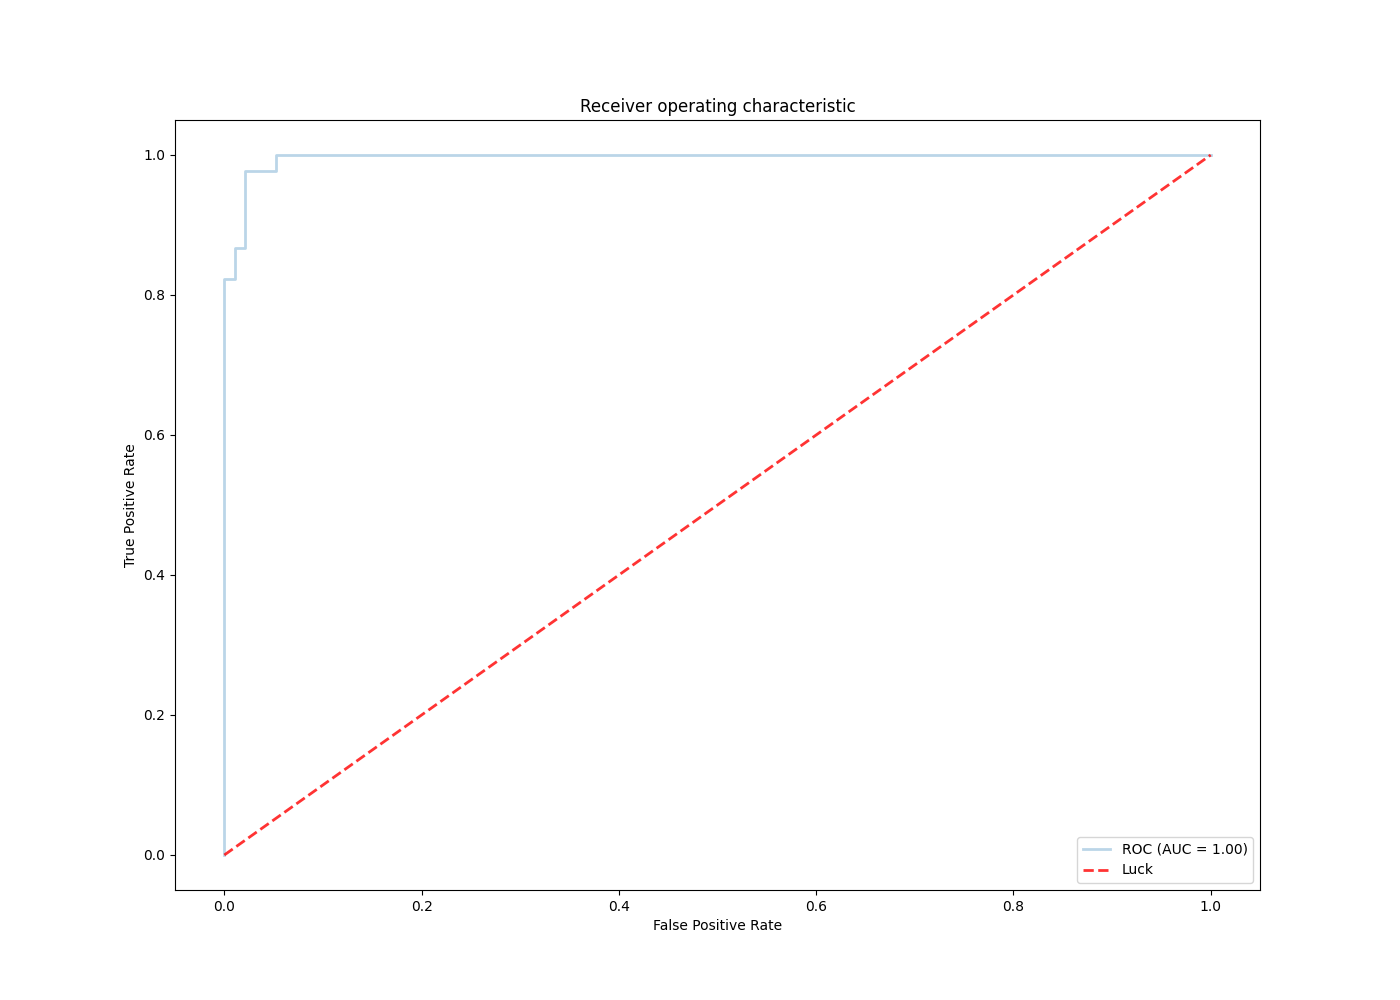 Receiver operating characteristic
True Positive Rate
1.0
0.8
0.6
0.4
0.2
0.0
ROC (AUC = 1.00)
Luck
0.0 0.2 0.4 0.6 0.8 1.0
False Positive Rate